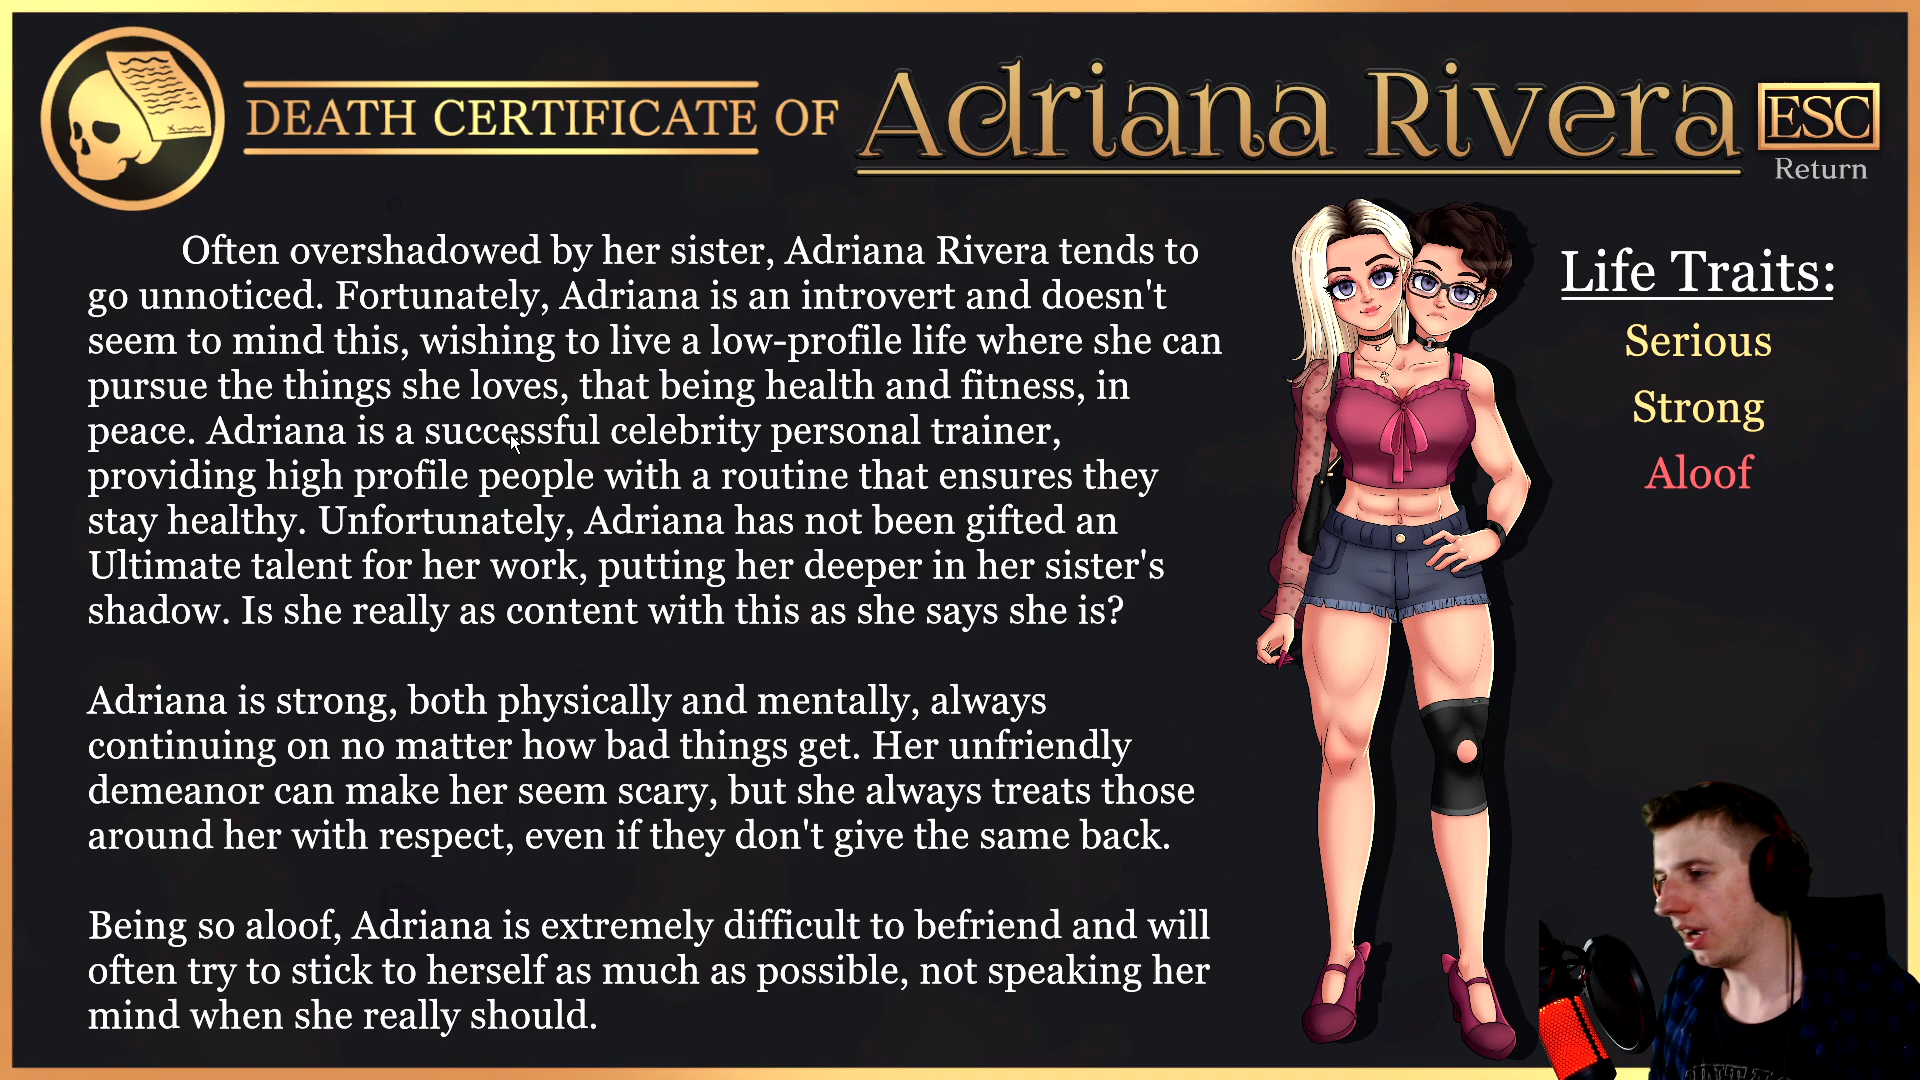 DEATH CERTIFICATE OF Adriana Rivera
ESC
Return
Often overshadowed by her sister, Adriana Rivera tends to
go unnoticed. Fortunately, Adriana is an introvert and doesn't
seem to mind this, wishing to live a low-profile life where she can
pursue the things she loves, that being health and fitness, in
peace. Adriana is a successful celebrity personal trainer,
providing high profile people with a routine that ensures they
stay healthy. Unfortunately, Adriana has not been gifted an
Ultimate talent for her work, putting her deeper in her sister's
shadow. Is she really as content with this as she says she is?
Adriana is strong, both physically and mentally, always
continuing on no matter how bad things get. Her unfriendly
demeanor can make her seem scary, but she always treats those
around her with respect, even if they don't give the same back.
Being so aloof, Adriana is extremely difficult to befriend and will
often try to stick to herself as much as possible, not speaking her
mind when she really should.
Life Traits:
Serious
Strong
Aloof